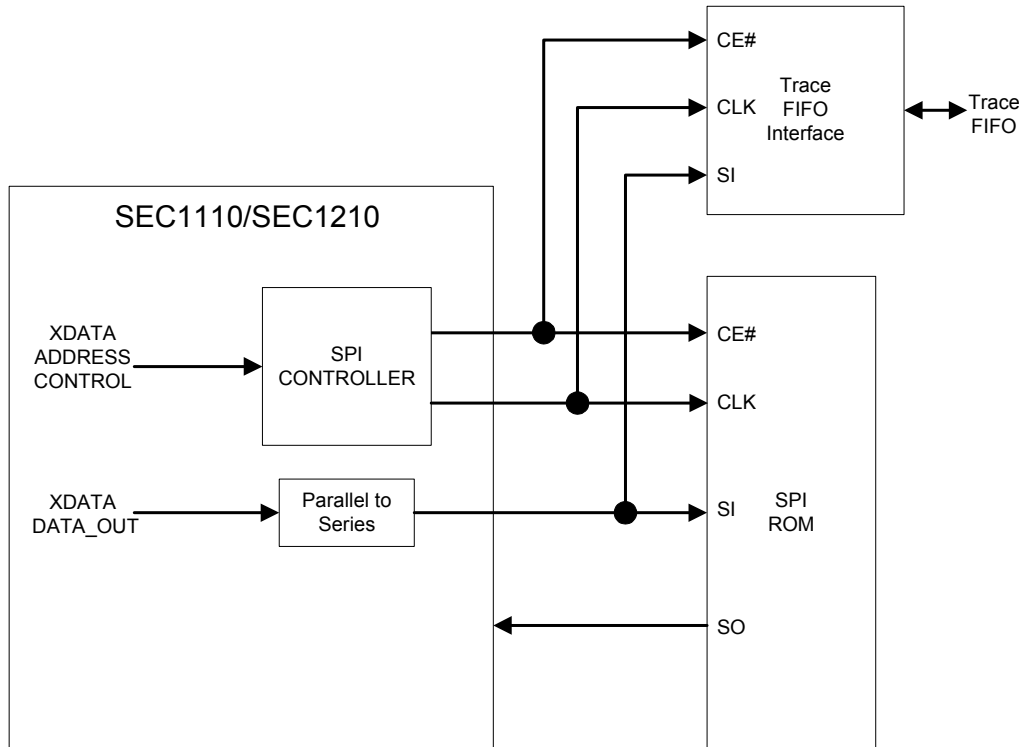 CE#
CLK
SI
Trace
FIFO
Interface
Trace
FIFO
SEC1110/SEC1210
XDATA
ADDRESS
CONTROL
SPI
CONTROLLER
XDATA
DATA_OUT
Parallel to
Series
CE#
CLK
SI
SO
SPI
ROM